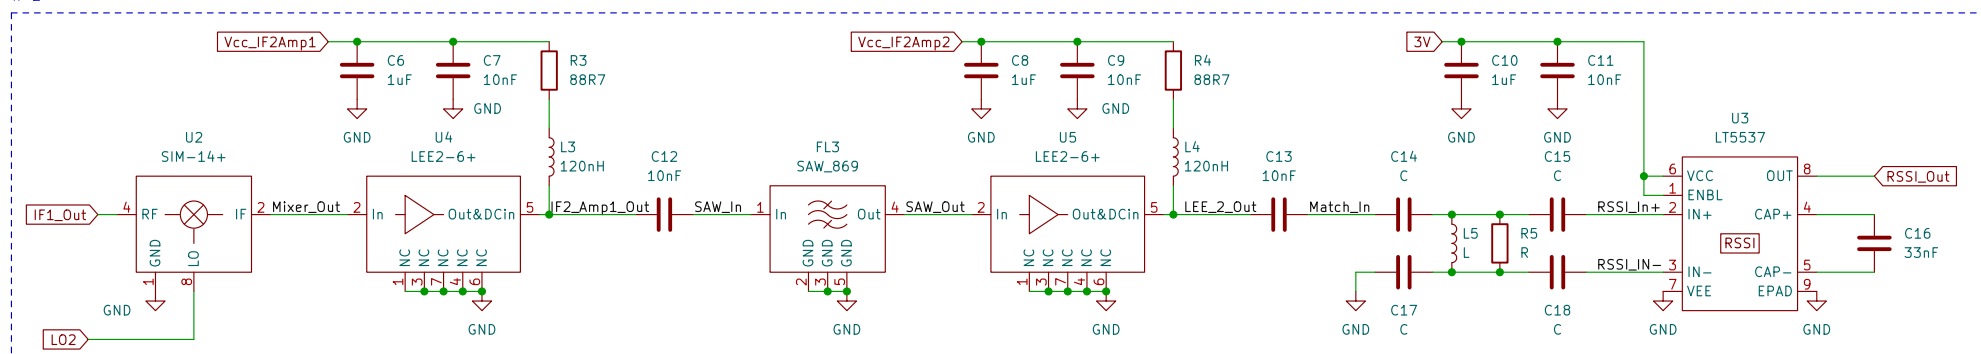 Vcc_IF2Amp1
C6
1uF
GND
C7
10nF
GND
R3
88R7
L3
120nH
Vcc_IF2Amp2
C8
1uF
GND
C9
10nF
GND
R4
88R7
L4
120nH
3V
C10
1uF
GND
C11
10nF
GND
U2
SIM-14+
IF1_Out
4
RF
IF
2
GND
LO
1
8
GND
LO2
Mixer_Out
U4
LEE2-6+
2
In
Out&DCin
5
NC
NC
NC
NC
NC
1
3
7
4
6
GND
IF2_Amp1_Out
C12
10nF
SAW_In
FL3
SAW_869
1
In
Out
4
GND
GND
GND
2
3
5
GND
SAW_Out
U5
LEE2-6+
2
In
Out&DCin
5
NC
NC
NC
NC
NC
1
3
7
4
6
GND
LEE_2_Out
C13
10nF
Match_In
C14
C
C15
C
L5
L
R5
R
C17
C
C18
C
GND
RSSI_In+
RSSI_IN-
U3
LT5537
6
VCC
1
ENBL
2
IN+
3
IN-
7
VEE
RSSI
OUT
8
CAP+
4
CAP-
5
EPAD
9
GND
GND
RSSI_Out
C16
33nF